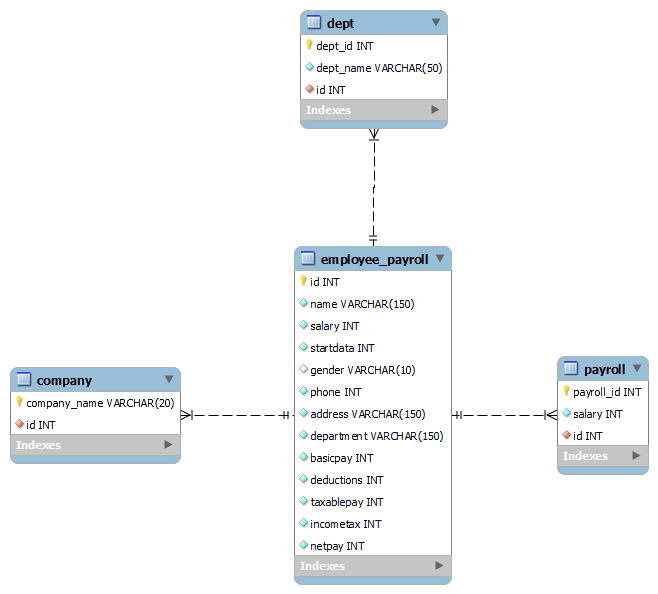 dept
dept_id INT
dept_name VARCHAR(50)
id INT
Indexes
employee_payroll
id INT
name VARCHAR(150)
salary INT
startdata INT
gender VARCHAR(10)
phone INT
address VARCHAR(150)
department VARCHAR(150)
basicpay INT
deductions INT
taxablepay INT
incometax INT
netpay INT
Indexes
company
company_name VARCHAR(20)
id INT
Indexes
payroll
payroll_id INT
salary INT
id INT
Indexes